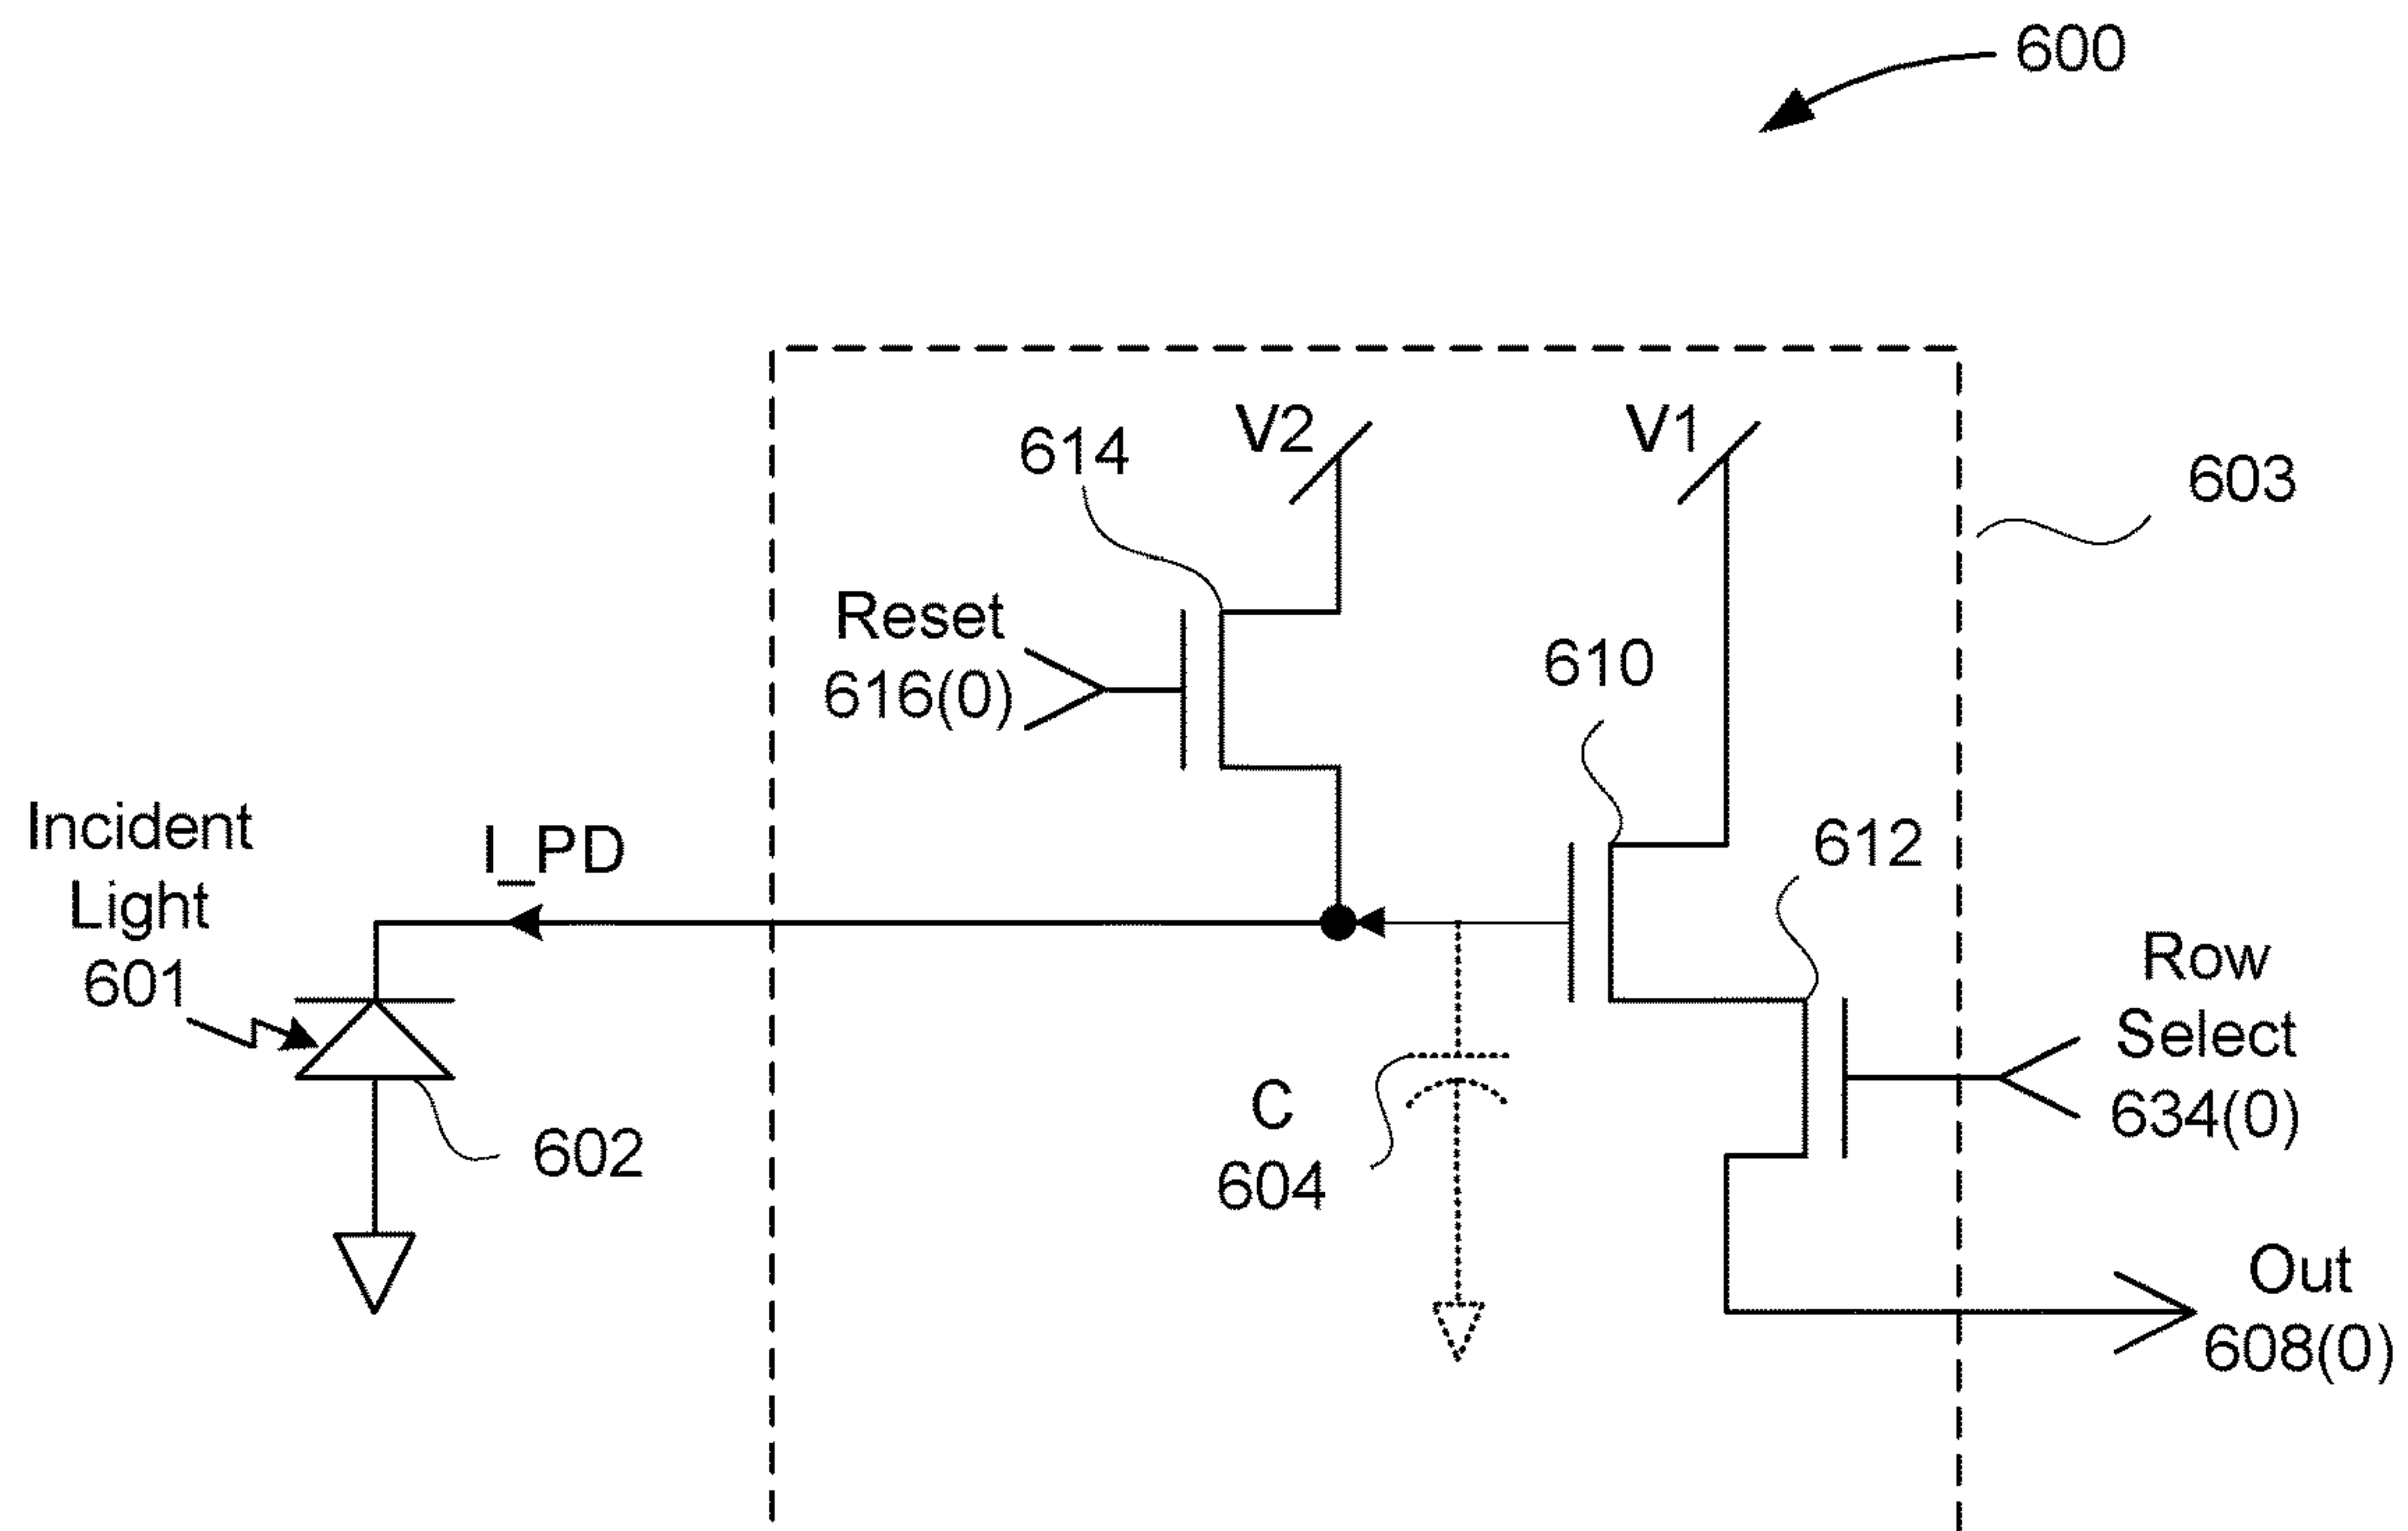 600
V2
V1
614
603
Reset
616(0)
610
Incident
Light
601
I_PD
612
Row
Select
634(0)
C
604
602
Out
608(0)